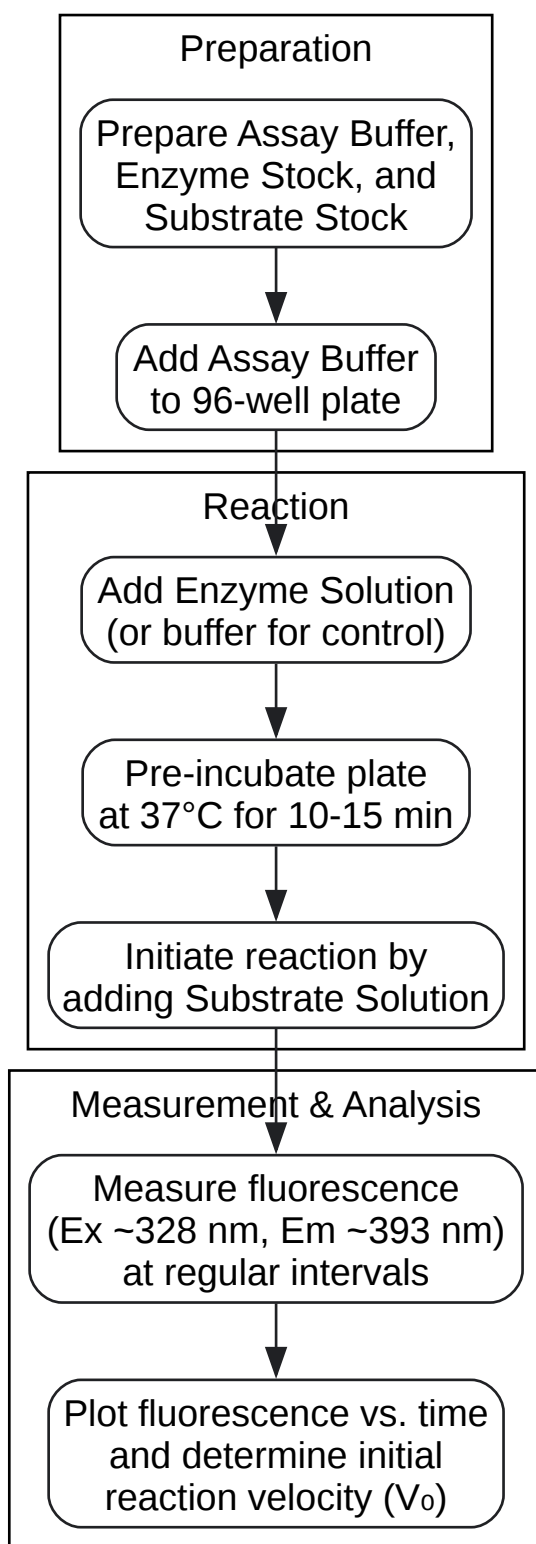 Preparation
Prepare Assay Buffer,
Enzyme Stock, and
Substrate Stock
Add Assay Buffer
to 96-well plate
Reaction
Add Enzyme Solution
(or buffer for control)
Pre-incubate plate
at 37°C for 10-15 min
Initiate reaction by
adding Substrate Solution
Measurement & Analysis
Measure fluorescence
(Ex ~328 nm, Em ~393 nm)
at regular intervals
Plot fluorescence vs. time
and determine initial
reaction velocity (V₀)